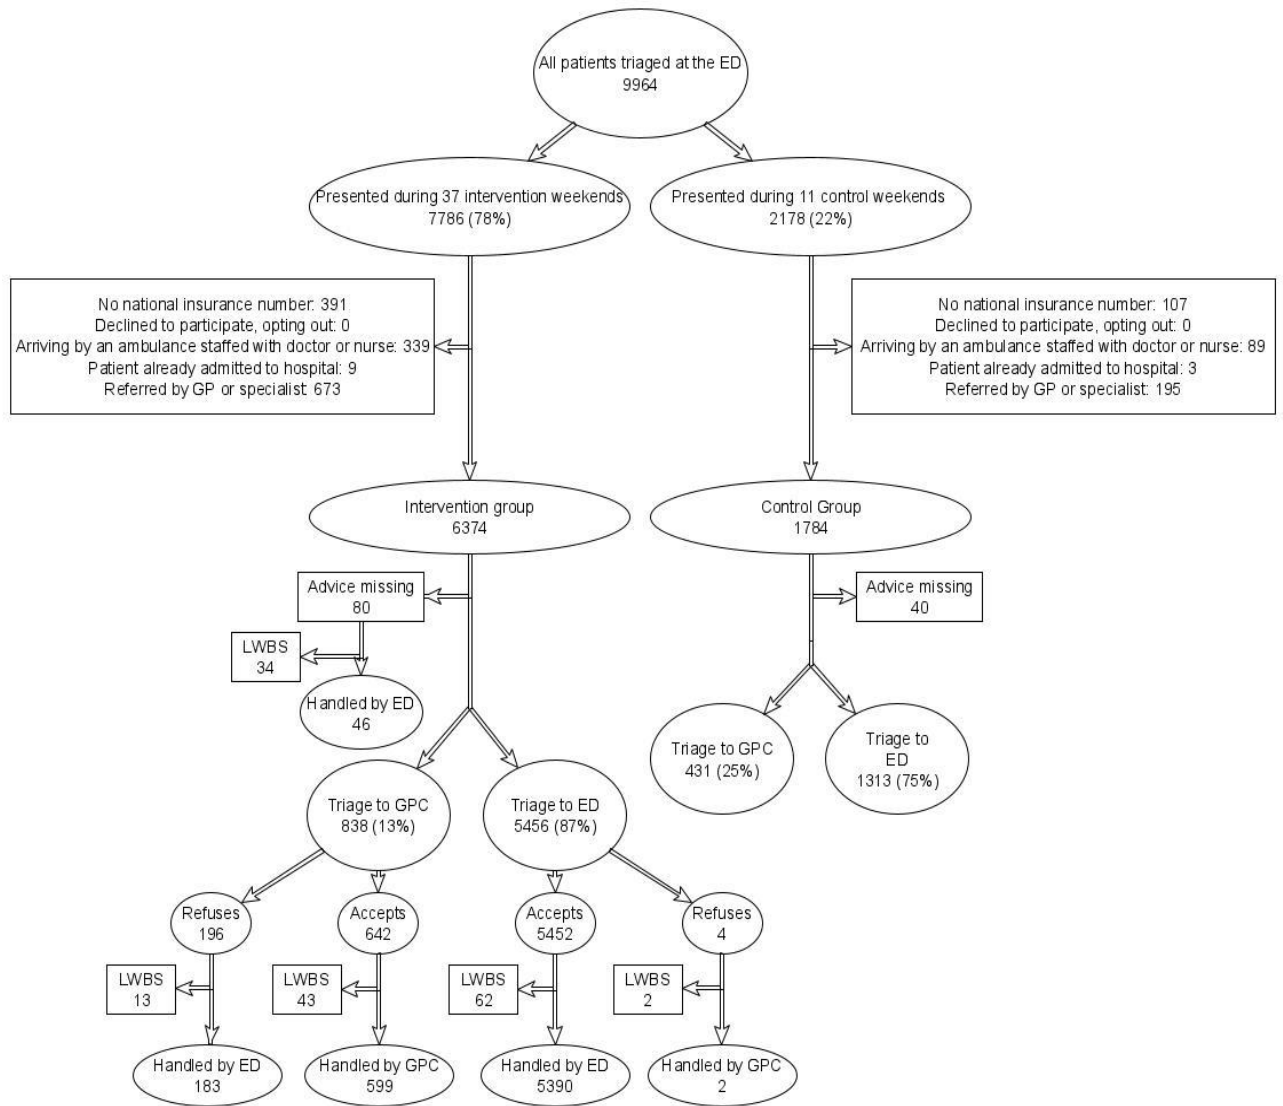 All patients triaged at the ED
9964
Presented during 37 intervention weekends
7786 (78%)
Presented during 11 control weekends
2178 (22%)
No national insurance number: 391
Declined to participate, opting out: 0
Arriving by an ambulance staffed with doctor or nurse: 339
Patient already admitted to hospital: 9
Referred by GP or specialist: 673
No national insurance number: 107
Declined to participate, opting out: 0
Arriving by an ambulance staffed with doctor or nurse: 89
Patient already admitted to hospital: 3
Referred by GP or specialist: 195
Intervention group
6374
Control Group
1784
Advice missing
80
Advice missing
40
LWBS
34
Handled by ED
46
Triage to GPC
431 (25%)
Triage to
ED
1313 (75%)
Triage to GPC
838 (13%)
Triage to ED
5456 (87%)
Refuses
196
Accepts
642
Accepts
5452
Refuses
4
LWBS
13
LWBS
43
LWBS
62
LWBS
2
Handled by ED
183
Handled by GPC
599
Handled by ED
5390
Handled by GPC
2